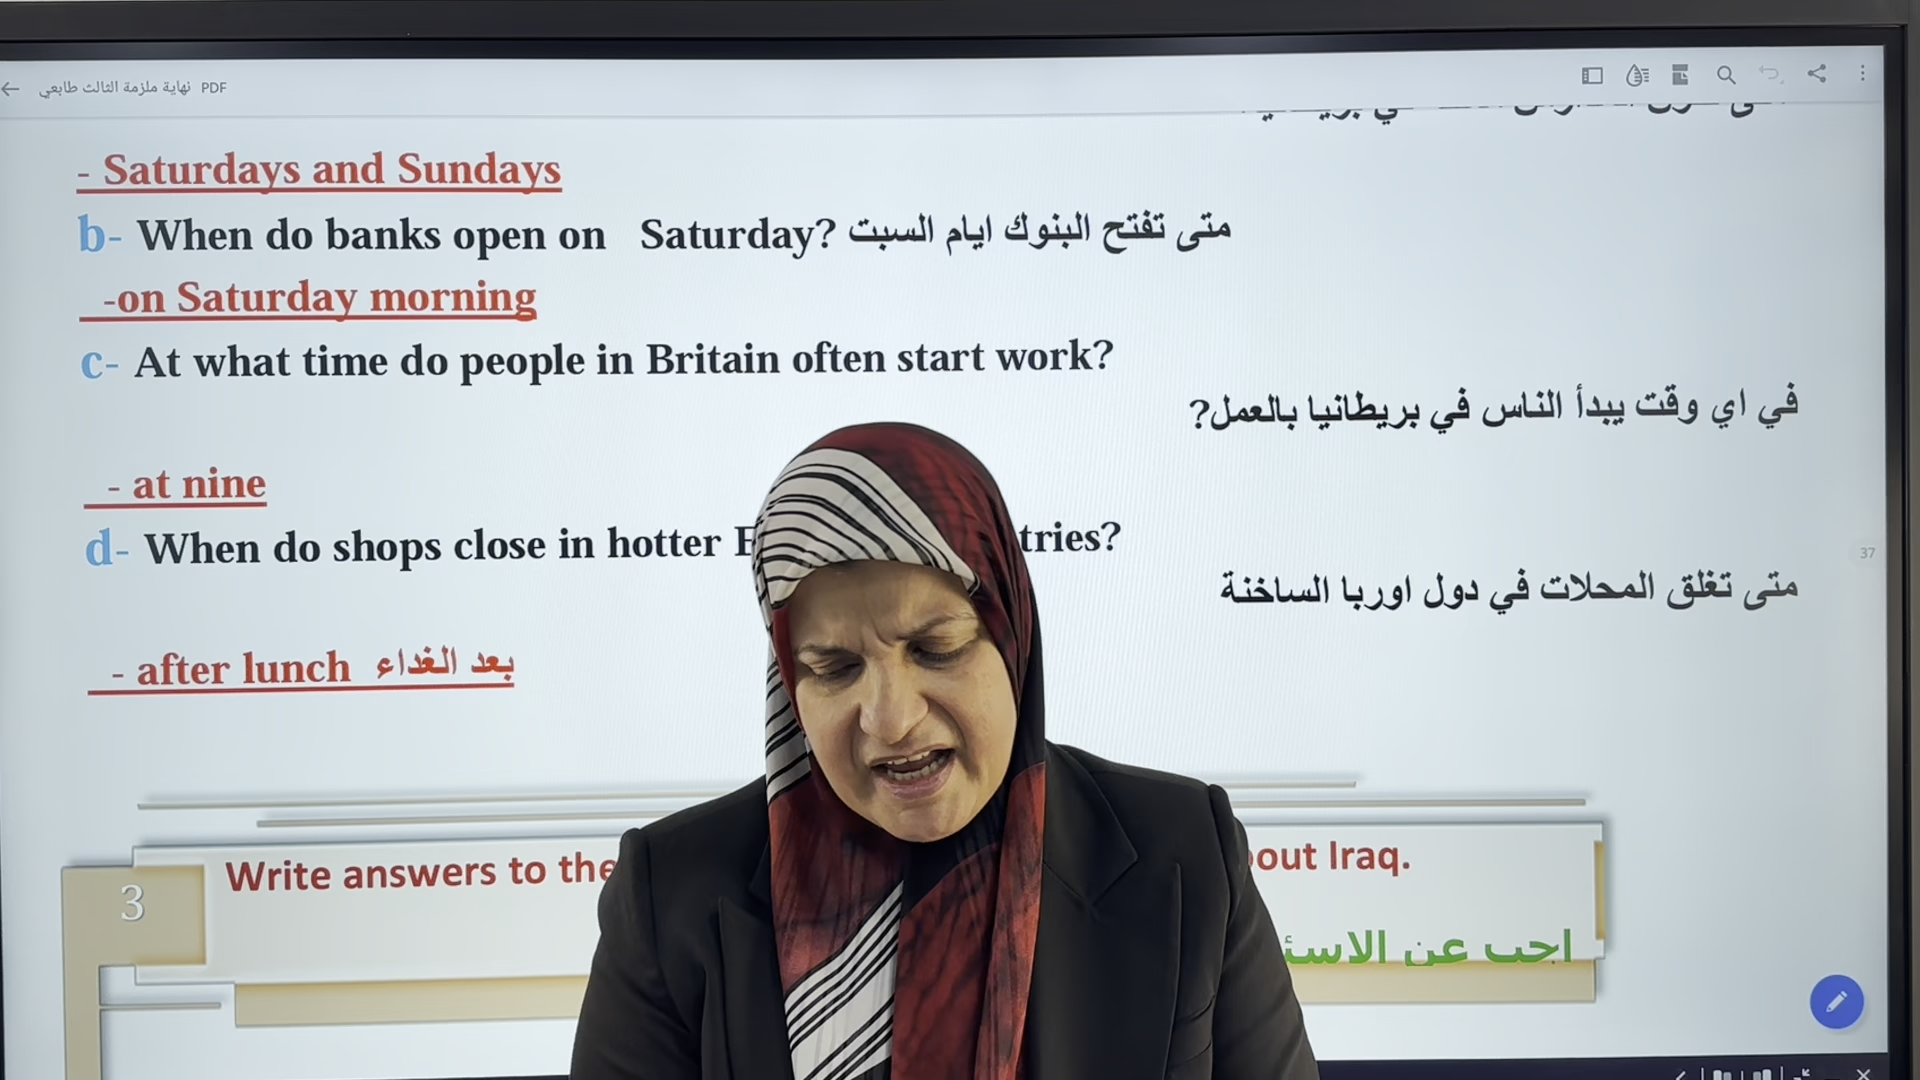 نهاية ملزمة الثالث طابعي PDF
- Saturdays and Sundays
b- When do banks open on Saturday? متى تفتح البنوك ايام السبت
-on Saturday morning
c- At what time do people in Britain often start work?
في اي وقت يبدأ الناس في بريطانيا بالعمل?
- at nine
d- When do shops close in hotter tries?
37
متى تغلق المحلات في دول اوربا الساخنة
- after lunch بعد الغداء
3
Write answers to the out Iraq.
اجب عن